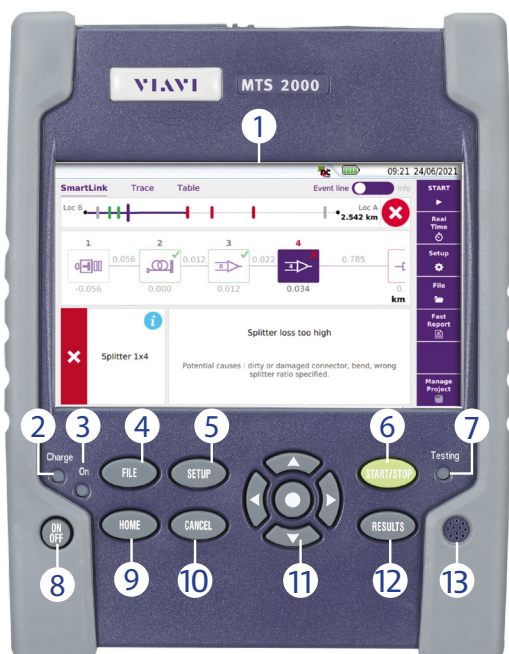 VIAVI
MTS 2000
1
09:21 24/06/2021
SmartLink Trace Table Event line Info
START
Loc B
Loc A
2.542 km
Real
Time
1 2 3 4
0.056 0.012 0.022 0.785
-0.056 0.000 0.012 0.034 0.
km
Setup
File
Fast
Report
Manage
Project
i
Splitter 1x4
Splitter loss too high
Potential causes : dirty or damaged connector, bend, wrong
splitter ratio specified.
2 3 4 5 6 7
Charge
On
Testing
FILE SETUP START/STOP
ON
OFF
HOME CANCEL RESULTS
8 9 10 11 12 13